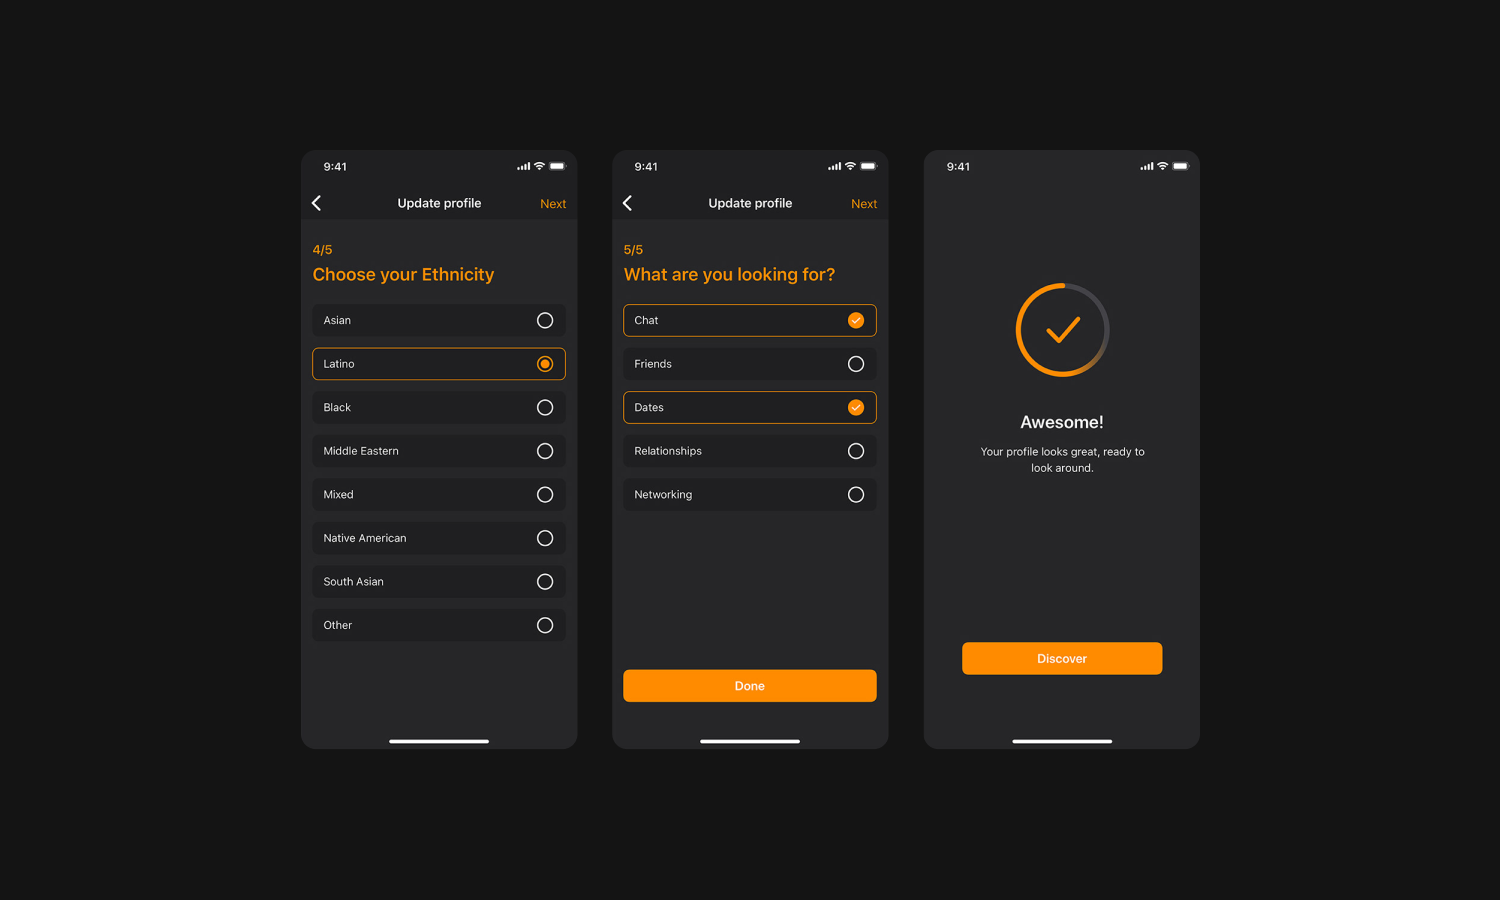 9:41
Update profile
Next
4/5
Choose your Ethnicity
Asian
Latino
Black
Middle Eastern
Mixed
Native American
South Asian
Other
9:41
Update profile
Next
5/5
What are you looking for?
Chat
Friends
Dates
Relationships
Networking
Done
9:41
Awesome!
Your profile looks great, ready to
look around.
Discover